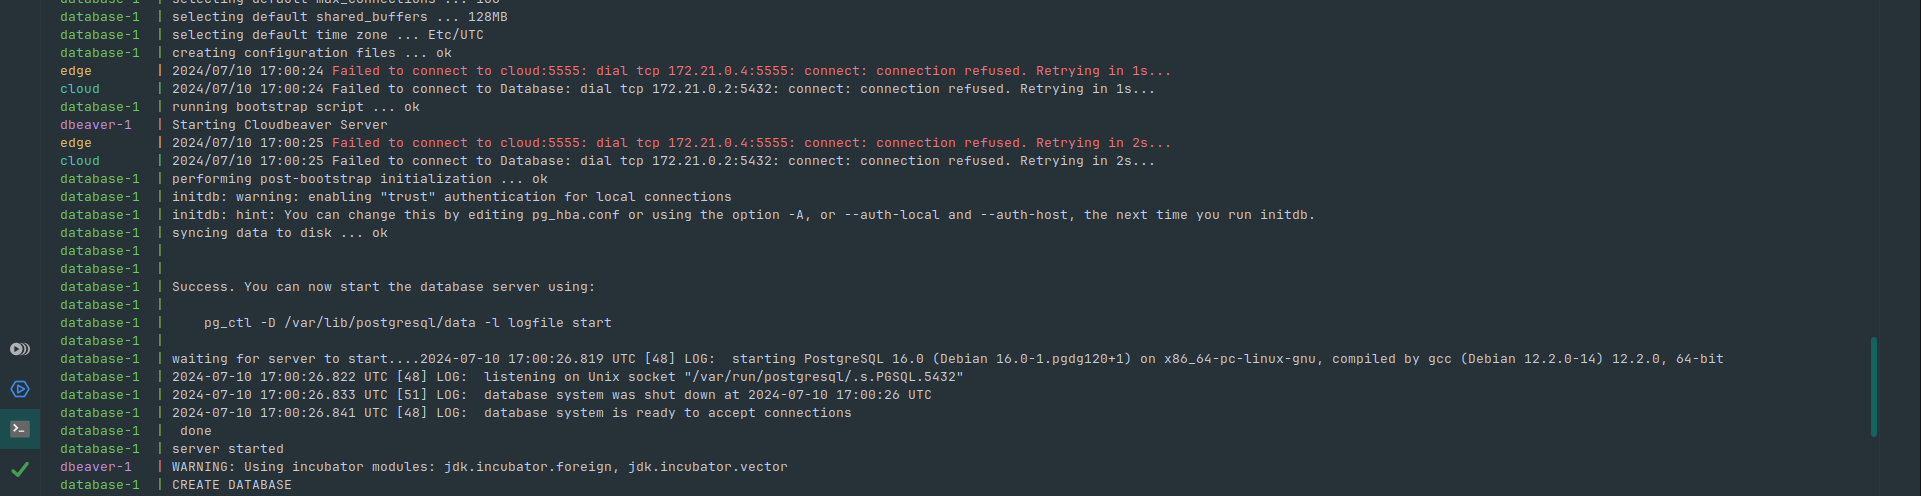 database-1 | selecting default max_connections ... 100
database-1 | selecting default shared_buffers ... 128MB
database-1 | selecting default time zone ... Etc/UTC
database-1 | creating configuration files ... ok
edge | 2024/07/10 17:00:24 Failed to connect to cloud:5555: dial tcp 172.21.0.4:5555: connect: connection refused. Retrying in 1s...
cloud | 2024/07/10 17:00:24 Failed to connect to Database: dial tcp 172.21.0.2:5432: connect: connection refused. Retrying in 1s...
database-1 | running bootstrap script ... ok
dbeaver-1 | Starting Cloudbeaver Server
edge | 2024/07/10 17:00:25 Failed to connect to cloud:5555: dial tcp 172.21.0.4:5555: connect: connection refused. Retrying in 2s...
cloud | 2024/07/10 17:00:25 Failed to connect to Database: dial tcp 172.21.0.2:5432: connect: connection refused. Retrying in 2s...
database-1 | performing post-bootstrap initialization ... ok
database-1 | initdb: warning: enabling "trust" authentication for local connections
database-1 | initdb: hint: You can change this by editing pg_hba.conf or using the option -A, or --auth-local and --auth-host, the next time you run initdb.
database-1 | syncing data to disk ... ok
database-1 |
database-1 |
database-1 | Success. You can now start the database server using:
database-1 |
database-1 |     pg_ctl -D /var/lib/postgresql/data -l logfile start
database-1 |
database-1 | waiting for server to start....2024-07-10 17:00:26.819 UTC [48] LOG:  starting PostgreSQL 16.0 (Debian 16.0-1.pgdg120+1) on x86_64-pc-linux-gnu, compiled by gcc (Debian 12.2.0-14) 12.2.0, 64-bit
database-1 | 2024-07-10 17:00:26.822 UTC [48] LOG:  listening on Unix socket "/var/run/postgresql/.s.PGSQL.5432"
database-1 | 2024-07-10 17:00:26.833 UTC [51] LOG:  database system was shut down at 2024-07-10 17:00:26 UTC
database-1 | 2024-07-10 17:00:26.841 UTC [48] LOG:  database system is ready to accept connections
database-1 |  done
database-1 | server started
dbeaver-1 | WARNING: Using incubator modules: jdk.incubator.foreign, jdk.incubator.vector
database-1 | CREATE DATABASE